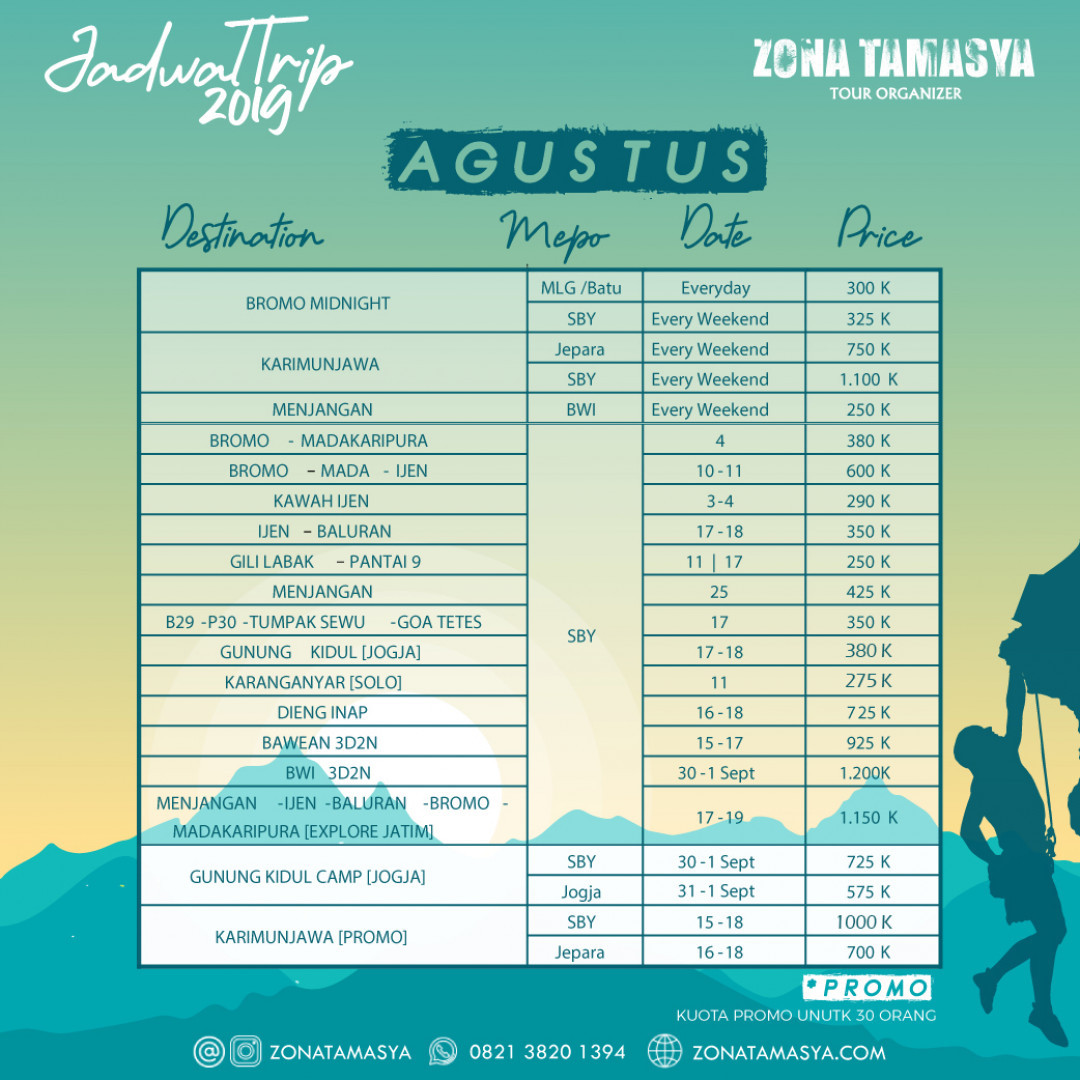 JadwalTrip
2019
ZONA TAMASYA
TOUR ORGANIZER
AGUSTUS
Destination Mepo Date Price
BROMO MIDNIGHT MLG /Batu Everyday 300 K
SBY Every Weekend 325 K
KARIMUNJAWA Jepara Every Weekend 750 K
SBY Every Weekend 1.100 K
MENJANGAN BWI Every Weekend 250 K
BROMO - MADAKARIPURA 4 380 K
BROMO – MADA - IJEN 10-11 600 K
KAWAH IJEN 3-4 290 K
IJEN – BALURAN 17-18 350 K
GILI LABAK – PANTAI 9 11 | 17 250 K
MENJANGAN 25 425 K
B29 -P30 -TUMPAK SEWU -GOA TETES SBY 17 350 K
GUNUNG KIDUL [JOGJA] 17-18 380 K
KARANGANYAR [SOLO] 11 275 K
DIENG INAP 16-18 725 K
BAWEAN 3D2N 15-17 925 K
BWI 3D2N 30-1 Sept 1.200K
MENJANGAN -IJEN -BALURAN -BROMO -
MADAKARIPURA [EXPLORE JATIM] 17-19 1.150 K
GUNUNG KIDUL CAMP [JOGJA] SBY 30-1 Sept 725 K
Jogja 31-1 Sept 575 K
KARIMUNJAWA [PROMO] SBY 15-18 1000 K
Jepara 16-18 700 K
*PROMO
KUOTA PROMO UNUTK 30 ORANG
@ ZONATAMASYA 0821 3820 1394 ZONATAMASYA.COM